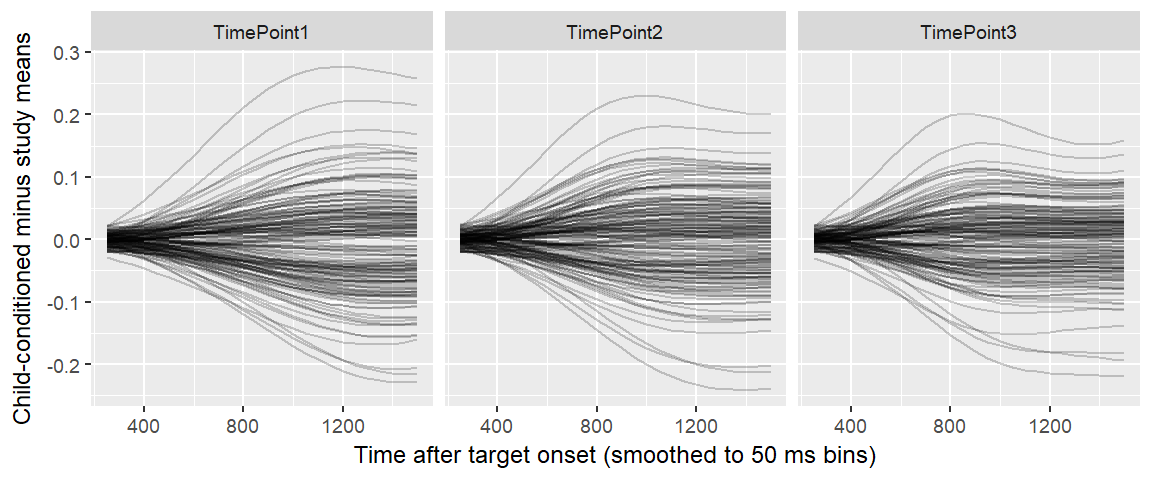 TimePoint1 TimePoint2 TimePoint3
Child-conditioned minus study means
0.3
0.2
0.1
0.0
-0.1
-0.2
400 800 1200 400 800 1200 400 800 1200
Time after target onset (smoothed to 50 ms bins)